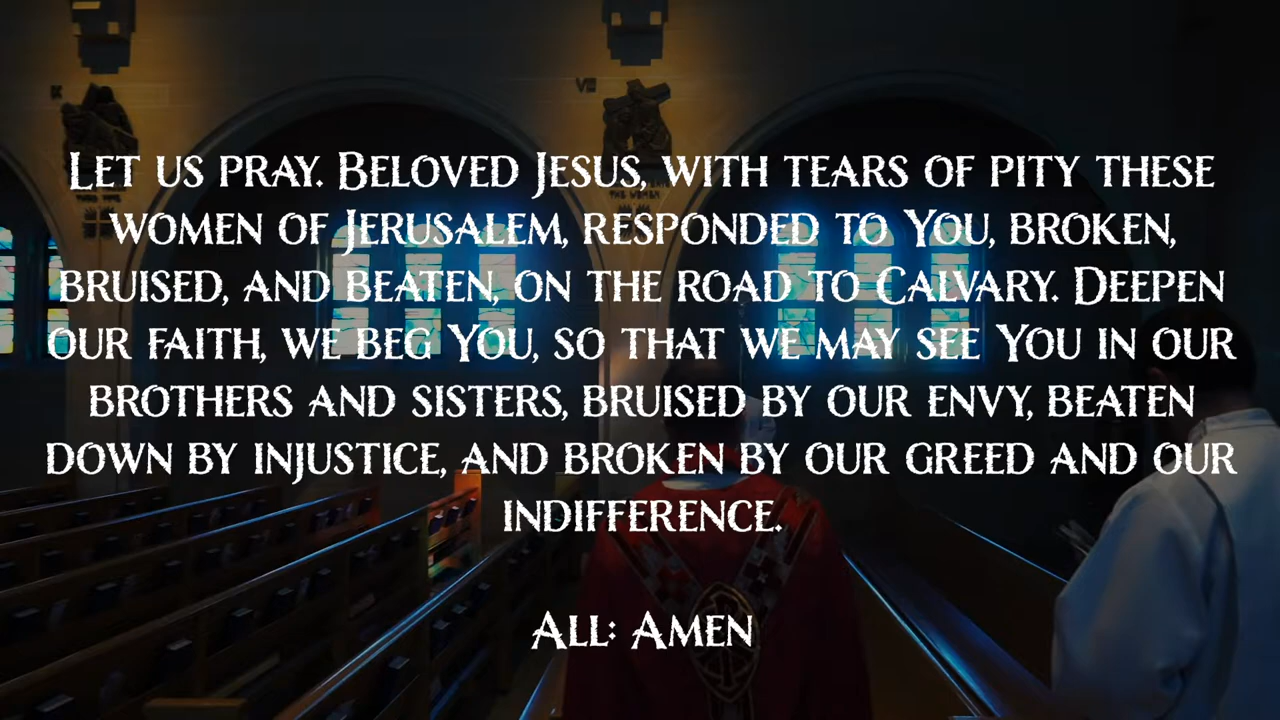 Let us pray. Beloved Jesus, with tears of pity these
women of Jerusalem, responded to You, broken,
bruised, and beaten, on the road to Calvary. Deepen
our faith, we beg You, so that we may see You in our
brothers and sisters, bruised by our envy, beaten
down by injustice, and broken by our greed and our
indifference.
All: Amen